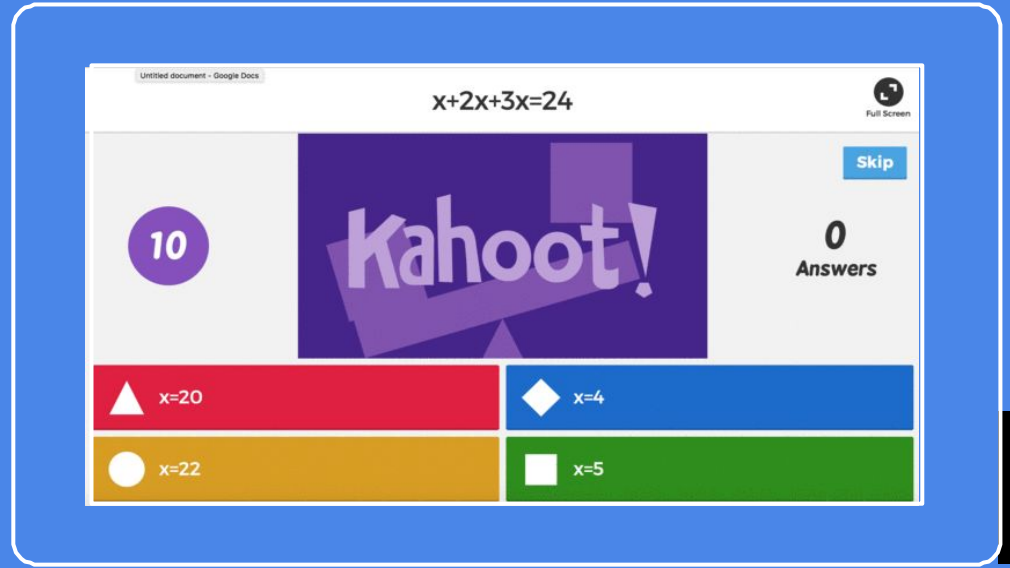 Untitled document - Google Docs
x+2x+3x=24
Full Screen
Skip
10
Kahoot!
0
Answers
x=20
x=4
x=22
x=5